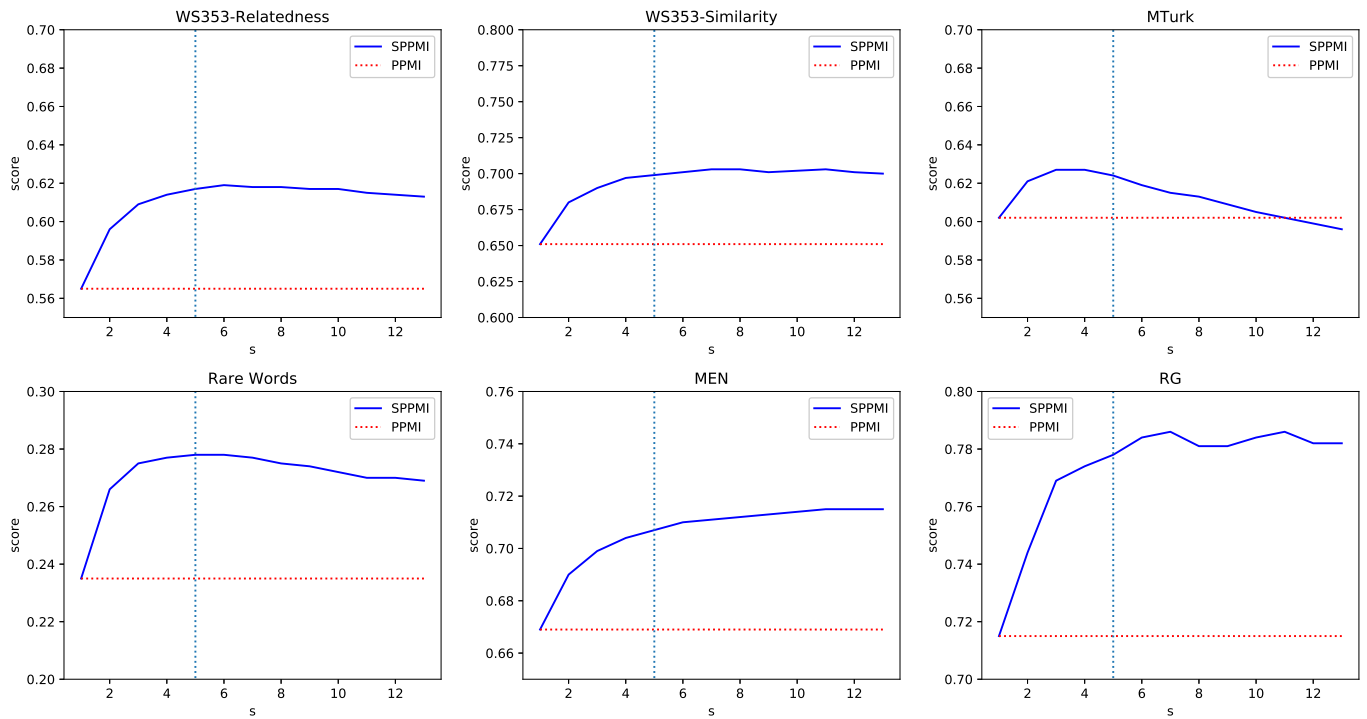 WS353-Relatedness
0.70
0.68
0.66
0.64
0.62
0.60
0.58
0.56
score
2 4 6 8 10 12
s
SPPMI
PPMI
WS353-Similarity
0.800
0.775
0.750
0.725
0.700
0.675
0.650
0.625
0.600
score
2 4 6 8 10 12
s
SPPMI
PPMI
MTurk
0.70
0.68
0.66
0.64
0.62
0.60
0.58
0.56
score
2 4 6 8 10 12
s
SPPMI
PPMI
Rare Words
0.30
0.28
0.26
0.24
0.22
0.20
score
2 4 6 8 10 12
s
SPPMI
PPMI
MEN
0.76
0.74
0.72
0.70
0.68
0.66
score
2 4 6 8 10 12
s
SPPMI
PPMI
RG
0.80
0.78
0.76
0.74
0.72
0.70
score
2 4 6 8 10 12
s
SPPMI
PPMI